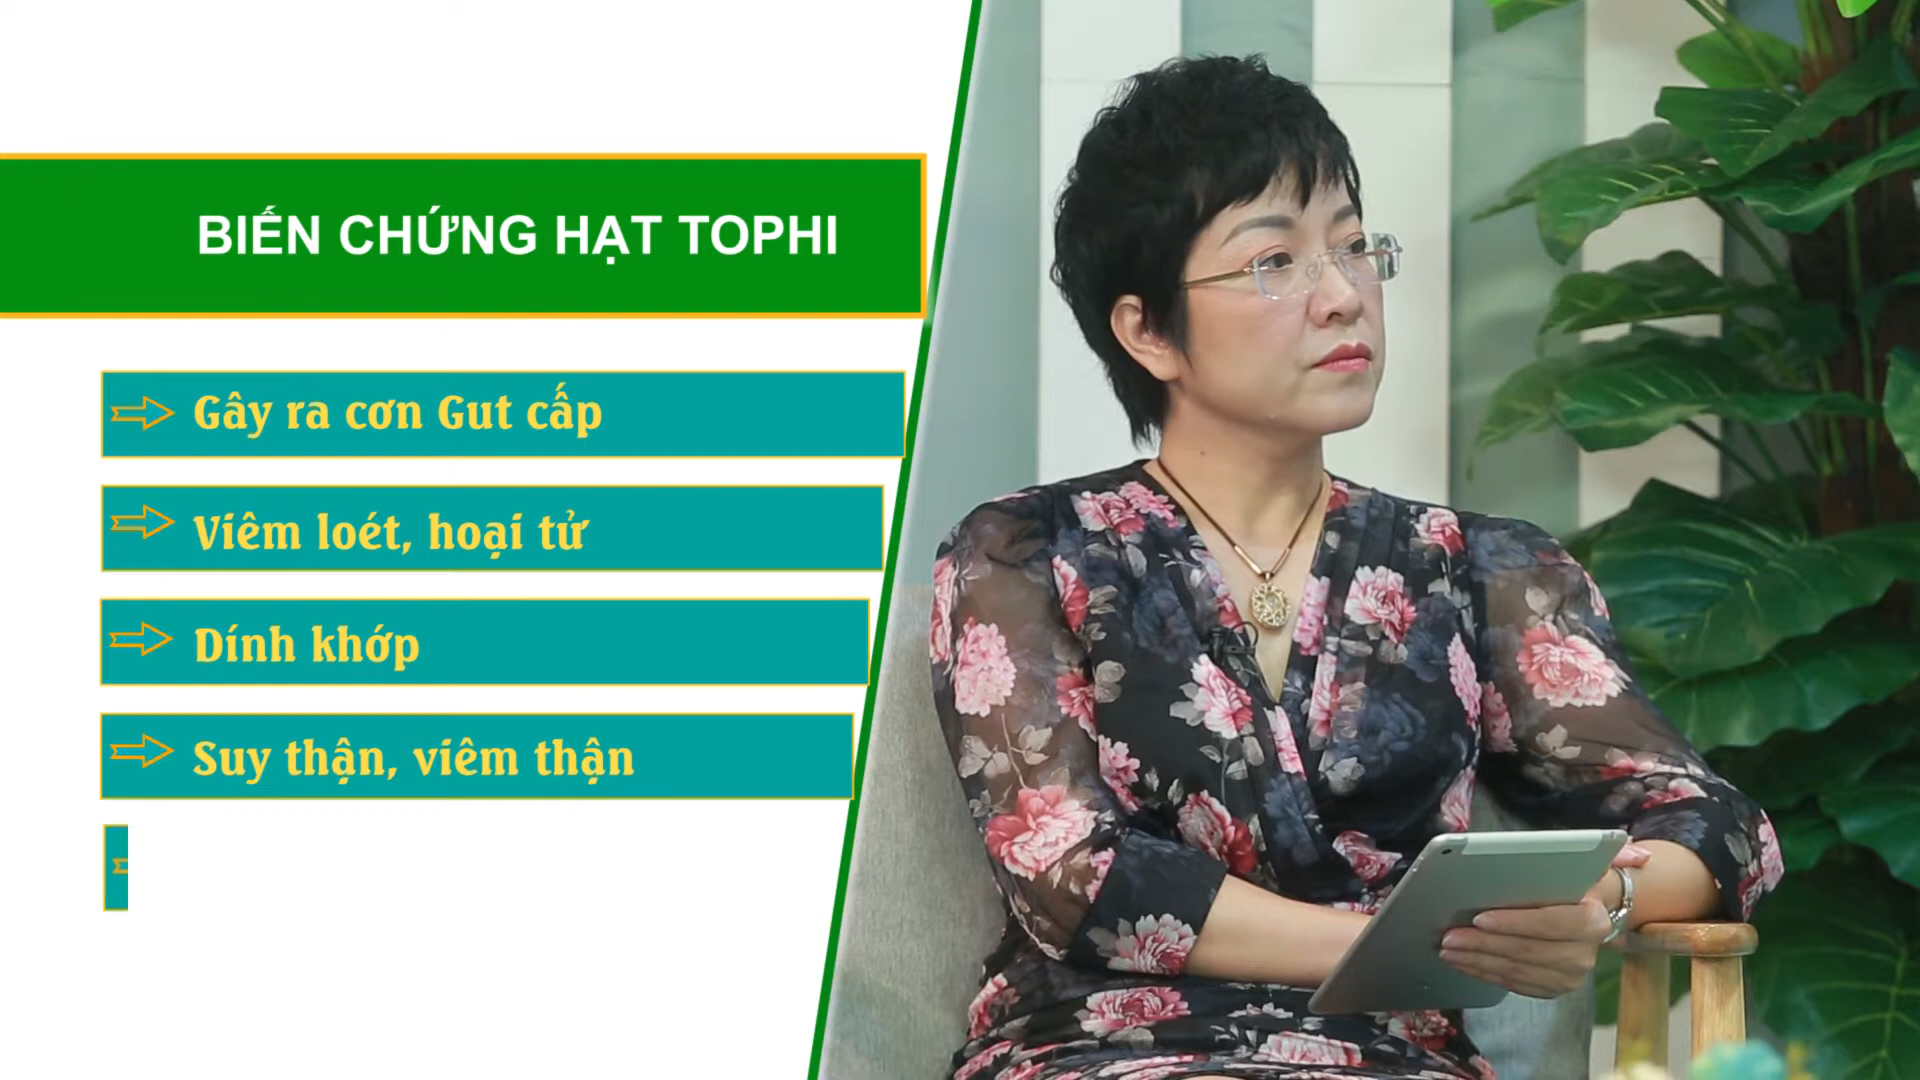 BIẾN CHỨNG HẠT TOPHI
Gây ra cơn Gut cấp
Viêm loét, hoại tử
Dính khớp
Suy thận, viêm thận